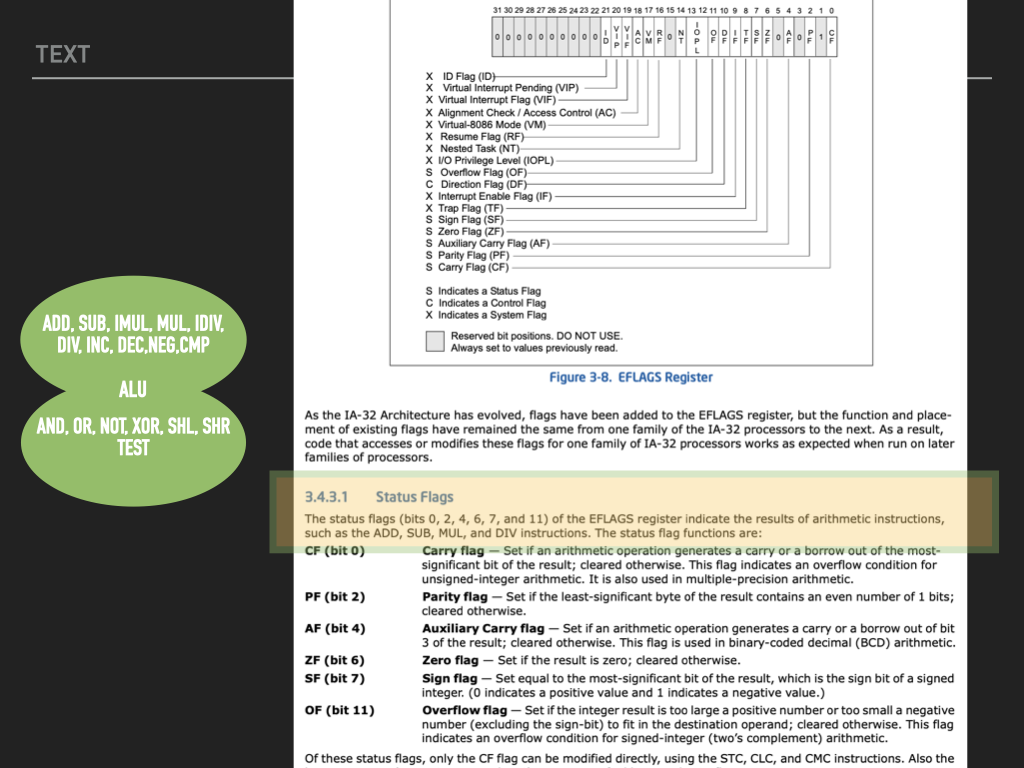 TEXT
31 30 29 28 27 26 25 24 23 22 21 20 19 18 17 16 15 14 13 12 11 10 9 8 7 6 5 4 3 2 1 0
0 0 0 0 0 0 0 0 0 0 ID VIP VIF AC VM RF 0 NT IOPL OF DF IF TF SF ZF 0 AF 0 PF 1 CF
X ID Flag (ID)
X Virtual Interrupt Pending (VIP)
X Virtual Interrupt Flag (VIF)
X Alignment Check / Access Control (AC)
X Virtual-8086 Mode (VM)
X Resume Flag (RF)
X Nested Task (NT)
X I/O Privilege Level (IOPL)
S Overflow Flag (OF)
C Direction Flag (DF)
X Interrupt Enable Flag (IF)
X Trap Flag (TF)
S Sign Flag (SF)
S Zero Flag (ZF)
S Auxiliary Carry Flag (AF)
S Parity Flag (PF)
S Carry Flag (CF)
S Indicates a Status Flag
C Indicates a Control Flag
X Indicates a System Flag
Reserved bit positions. DO NOT USE.
Always set to values previously read.
Figure 3-8. EFLAGS Register
ADD, SUB, IMUL, MUL, IDIV,
DIV, INC, DEC,NEG,CMP
ALU
AND, OR, NOT, XOR, SHL, SHR
TEST
As the IA-32 Architecture has evolved, flags have been added to the EFLAGS register, but the function and place-
ment of existing flags have remained the same from one family of the IA-32 processors to the next. As a result,
code that accesses or modifies these flags for one family of IA-32 processors works as expected when run on later
families of processors.
3.4.3.1 Status Flags
The status flags (bits 0, 2, 4, 6, 7, and 11) of the EFLAGS register indicate the results of arithmetic instructions,
such as the ADD, SUB, MUL, and DIV instructions. The status flag functions are:
CF (bit 0) Carry flag — Set if an arithmetic operation generates a carry or a borrow out of the most-
significant bit of the result; cleared otherwise. This flag indicates an overflow condition for
unsigned-integer arithmetic. It is also used in multiple-precision arithmetic.
PF (bit 2) Parity flag — Set if the least-significant byte of the result contains an even number of 1 bits;
cleared otherwise.
AF (bit 4) Auxiliary Carry flag — Set if an arithmetic operation generates a carry or a borrow out of bit
3 of the result; cleared otherwise. This flag is used in binary-coded decimal (BCD) arithmetic.
ZF (bit 6) Zero flag — Set if the result is zero; cleared otherwise.
SF (bit 7) Sign flag — Set equal to the most-significant bit of the result, which is the sign bit of a signed
integer. (0 indicates a positive value and 1 indicates a negative value.)
OF (bit 11) Overflow flag — Set if the integer result is too large a positive number or too small a negative
number (excluding the sign-bit) to fit in the destination operand; cleared otherwise. This flag
indicates an overflow condition for signed-integer (two's complement) arithmetic.
Of these status flags, only the CF flag can be modified directly, using the STC, CLC, and CMC instructions. Also the